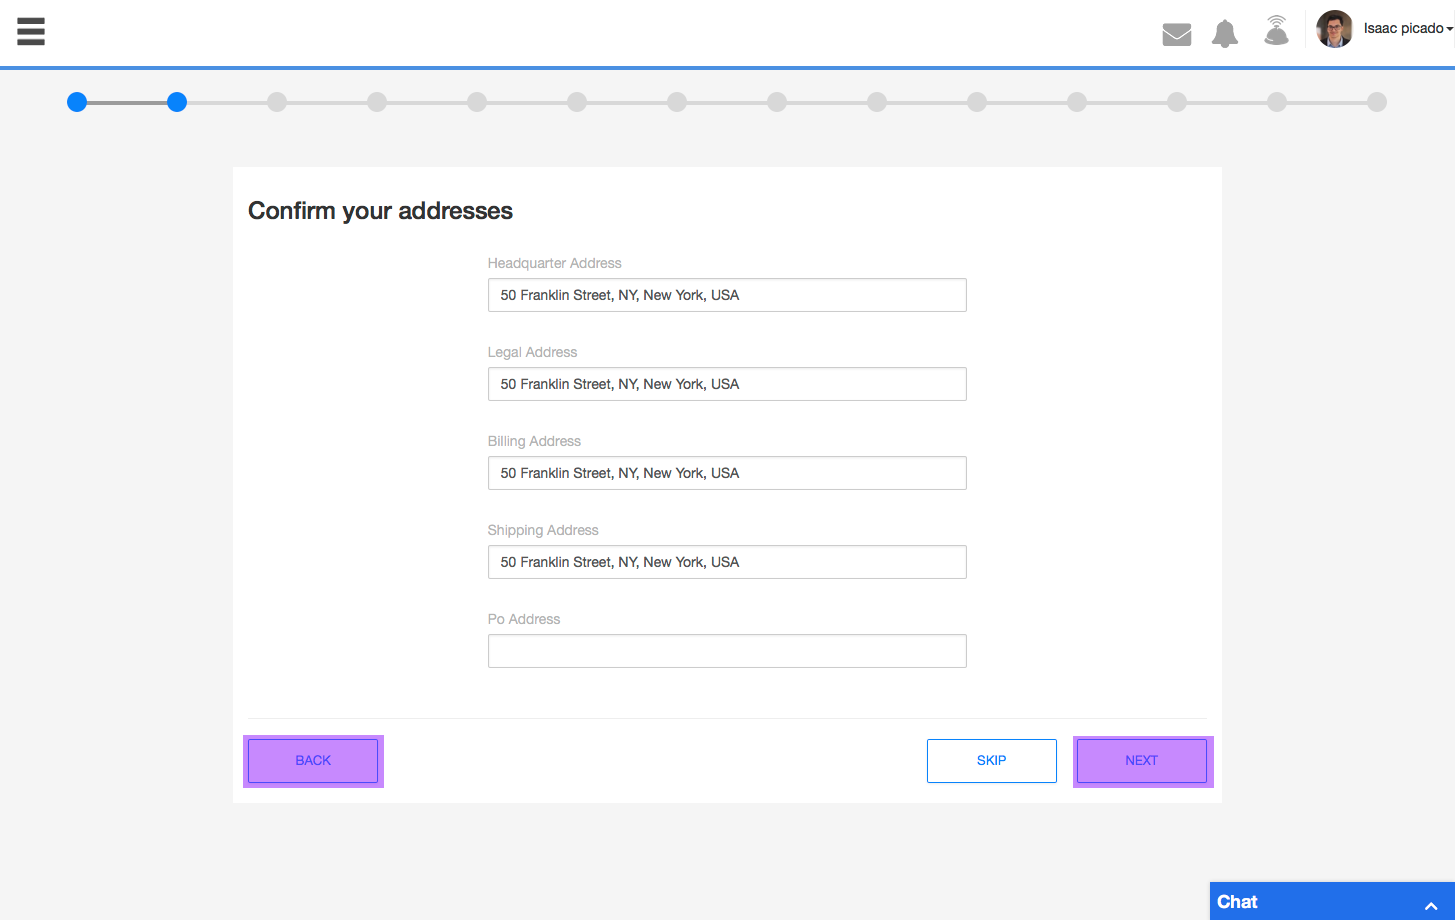 Isaac picado
Confirm your addresses
Headquarter Address
50 Franklin Street, NY, New York, USA
Legal Address
50 Franklin Street, NY, New York, USA
Billing Address
50 Franklin Street, NY, New York, USA
Shipping Address
50 Franklin Street, NY, New York, USA
Po Address
BACK SKIP NEXT
Chat